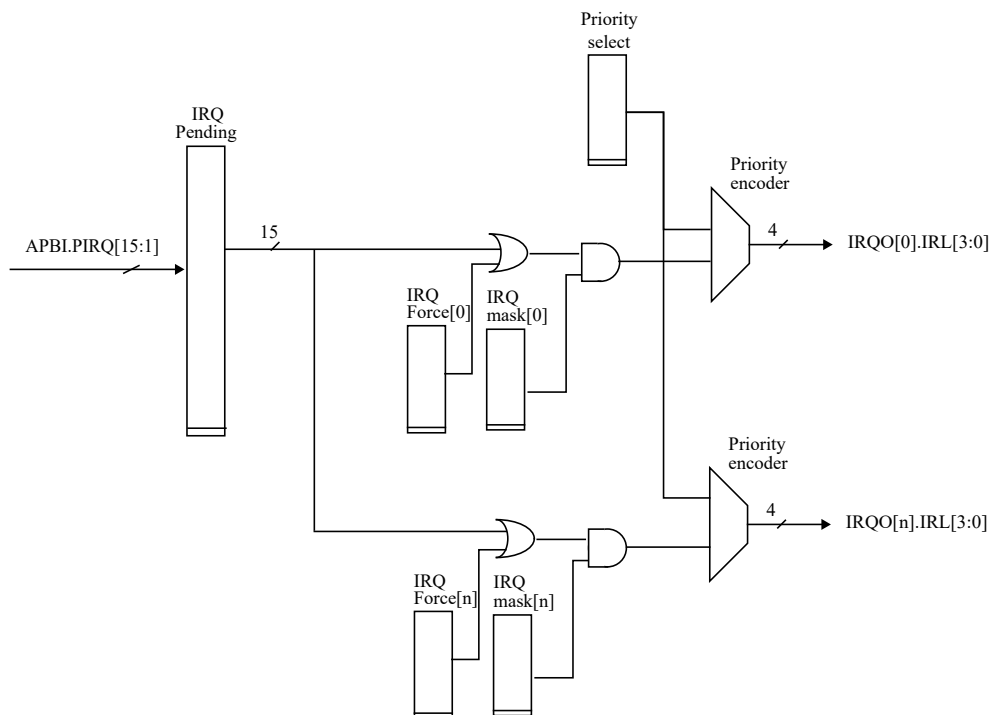 Priority
select
IRQ
Pending
APBI.PIRQ[15:1]
15
Priority
encoder
4
IRQO[0].IRL[3:0]
IRQ
Force[0]
IRQ
mask[0]
Priority
encoder
4
IRQO[n].IRL[3:0]
IRQ
Force[n]
IRQ
mask[n]